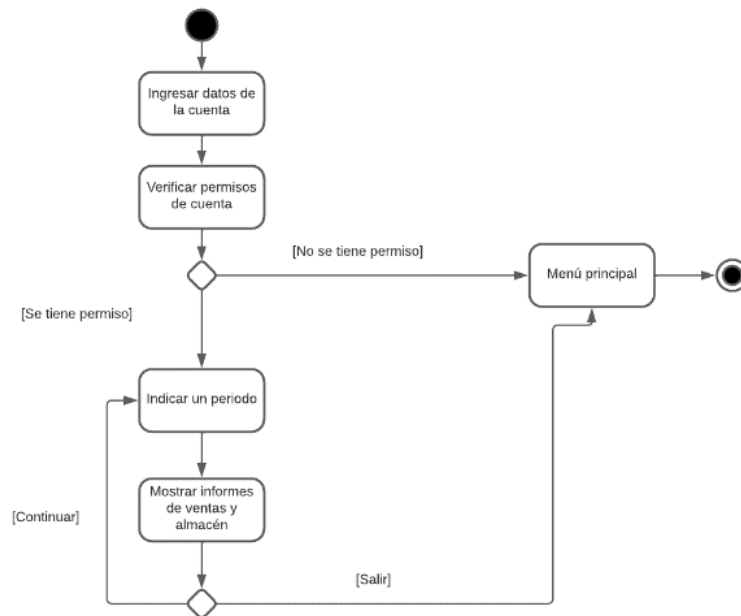 Ingresar datos de
la cuenta
Verificar permisos
de cuenta
[No se tiene permiso]
Menú principal
[Se tiene permiso]
Indicar un periodo
Mostrar informes
de ventas y
almacén
[Continuar]
[Salir]